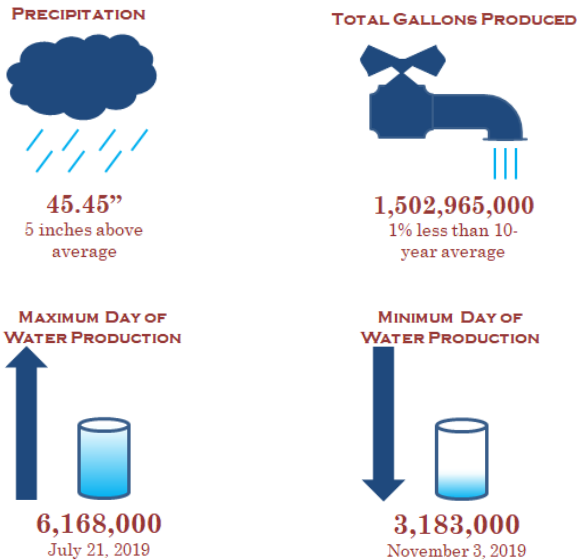 PRECIPITATION
45.45”
5 inches above
average
TOTAL GALLONS PRODUCED
1,502,965,000
1% less than 10-
year average
MAXIMUM DAY OF
WATER PRODUCTION
6,168,000
July 21, 2019
MINIMUM DAY OF
WATER PRODUCTION
3,183,000
November 3, 2019